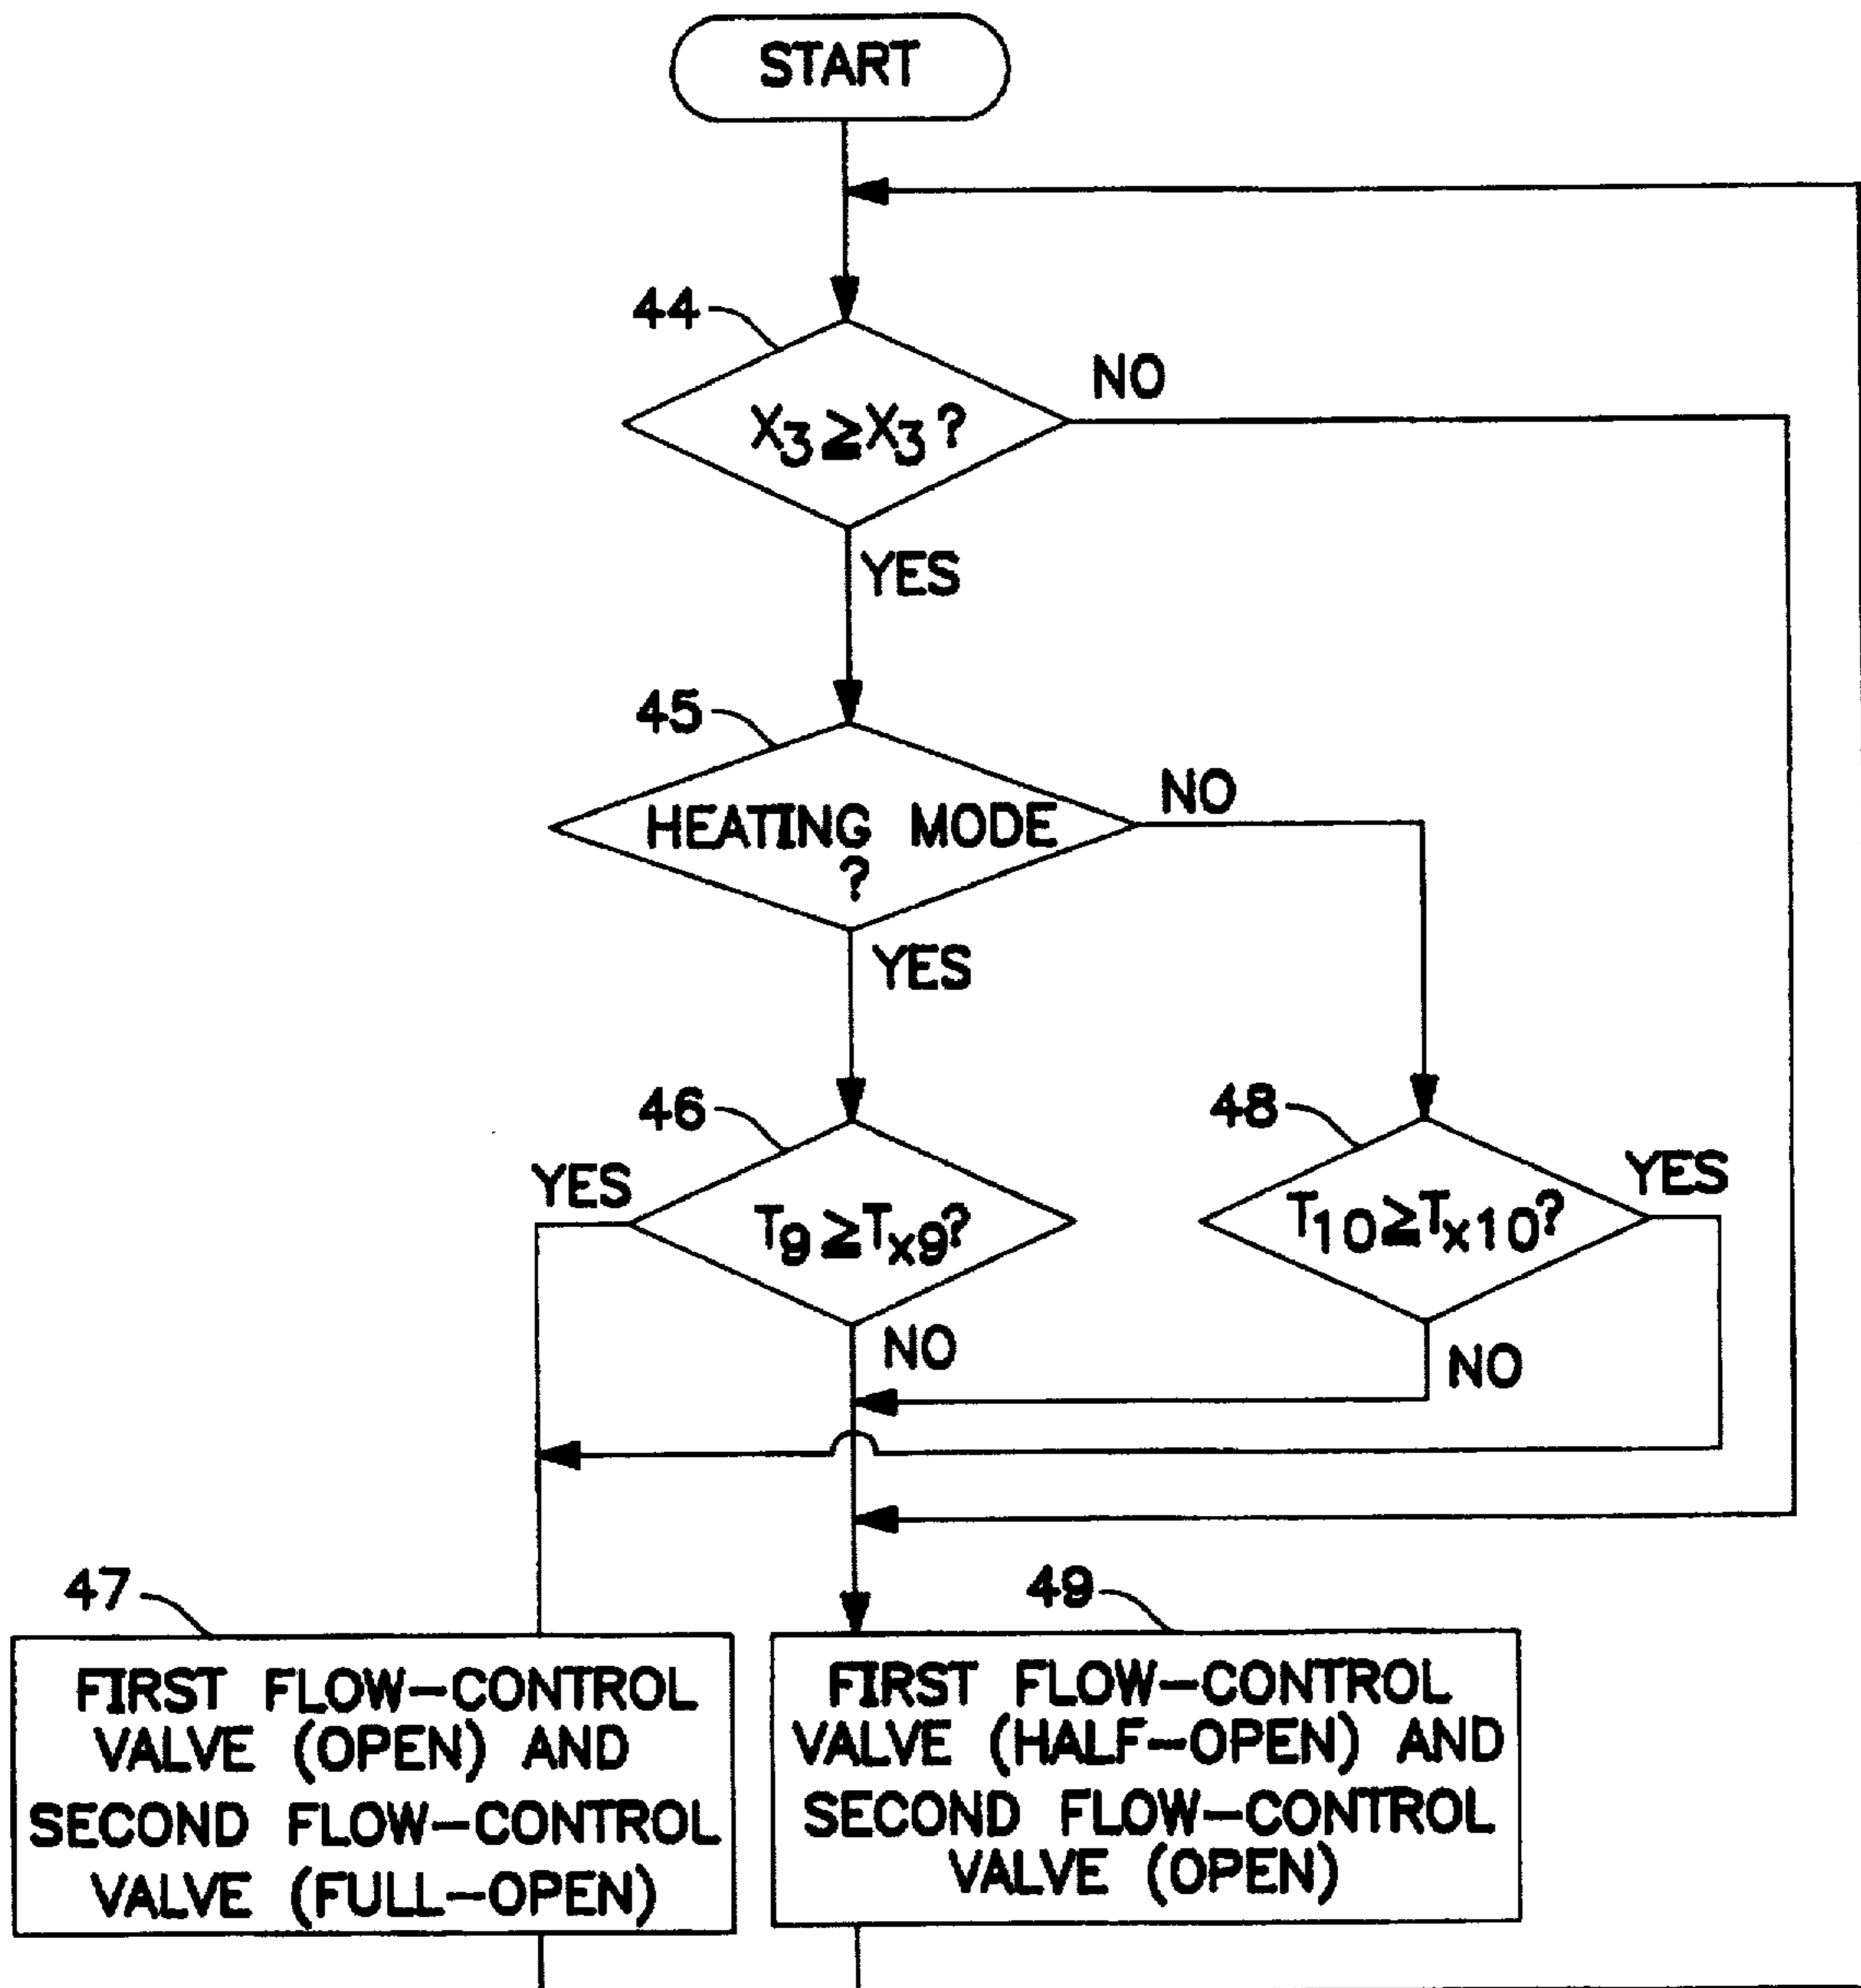 START
44
NO
X₃≥X₃?
YES
45
NO
HEATING MODE
?
YES
46
48
YES
YES
T₉≥Tₓ₉?
T₁₀≥Tₓ₁₀?
NO
NO
47
49
FIRST FLOW-CONTROL
VALVE (OPEN) AND
SECOND FLOW-CONTROL
VALVE (FULL-OPEN)
FIRST FLOW-CONTROL
VALVE (HALF-OPEN) AND
SECOND FLOW-CONTROL
VALVE (OPEN)